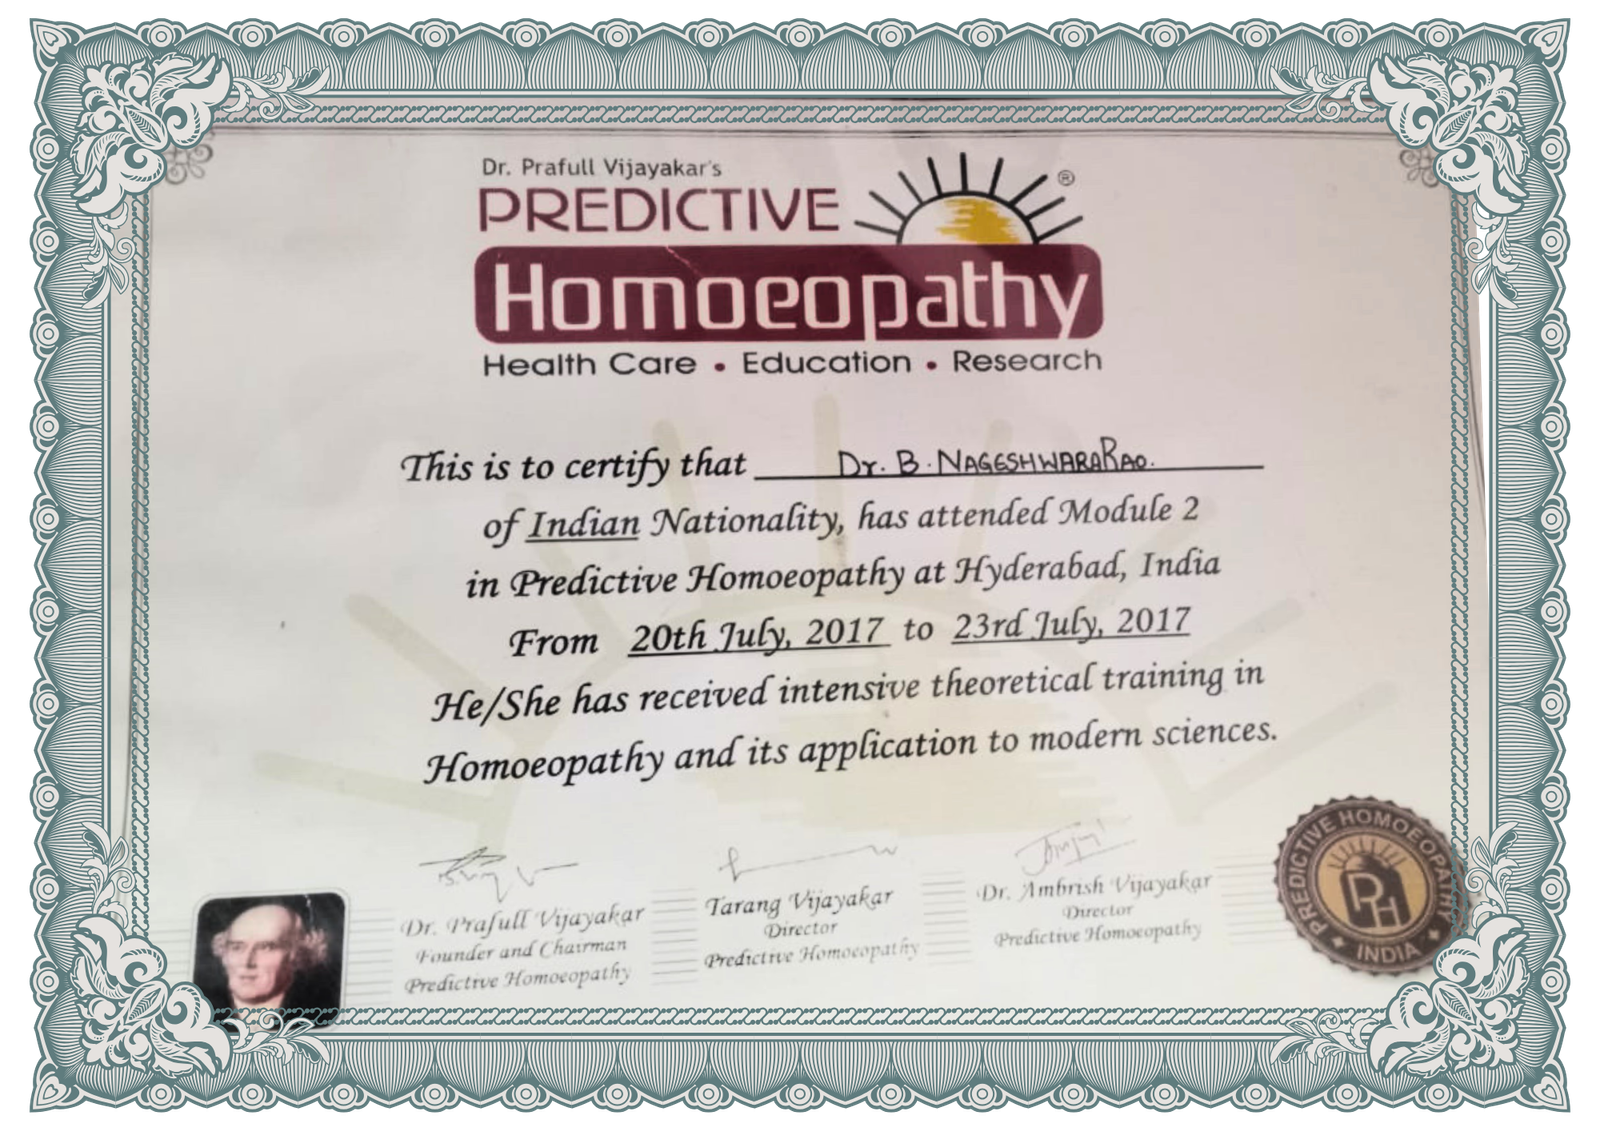 Dr. Prafull Vijayakar's
PREDICTIVE
®
Homoeopathy
Health Care • Education • Research
This is to certify that Dr. B. NAGESHWARARAO.
of Indian Nationality, has attended Module 2
in Predictive Homoeopathy at Hyderabad, India
From 20th July, 2017 to 23rd July, 2017
He/She has received intensive theoretical training in
Homoeopathy and its application to modern sciences.
Dr. Prafull Vijayakar
Founder and Chairman
Predictive Homoeopathy
Tarang Vijayakar
Director
Predictive Homoeopathy
Dr. Ambrish Vijayakar
Director
Predictive Homoeopathy
PREDICTIVE HOMOEOPATHY
PH
INDIA